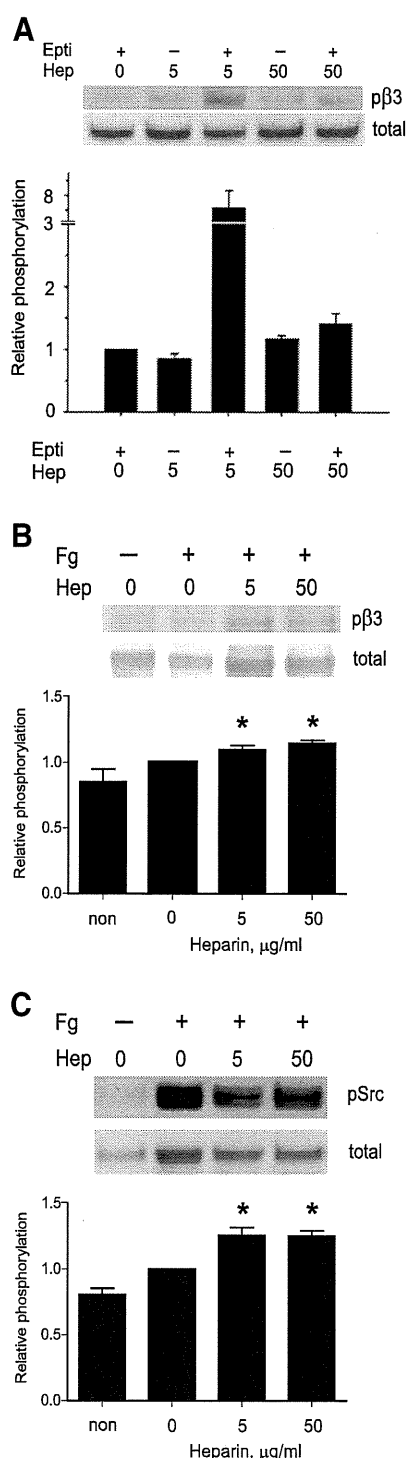 A
Epti + – + – +
Hep 0 5 5 50 50
pβ3
total
Relative phosphorylation
8
3
2
1
0
Epti + – + – +
Hep 0 5 5 50 50
B
Fg – + + +
Hep 0 0 5 50
pβ3
total
Relative phosphorylation
1.5
1.0
0.5
0.0
* *
non 0 5 50
Heparin, µg/ml
C
Fg – + + +
Hep 0 0 5 50
pSrc
total
Relative phosphorylation
1.5
1.0
0.5
0.0
* *
non 0 5 50
Heparin, µg/ml